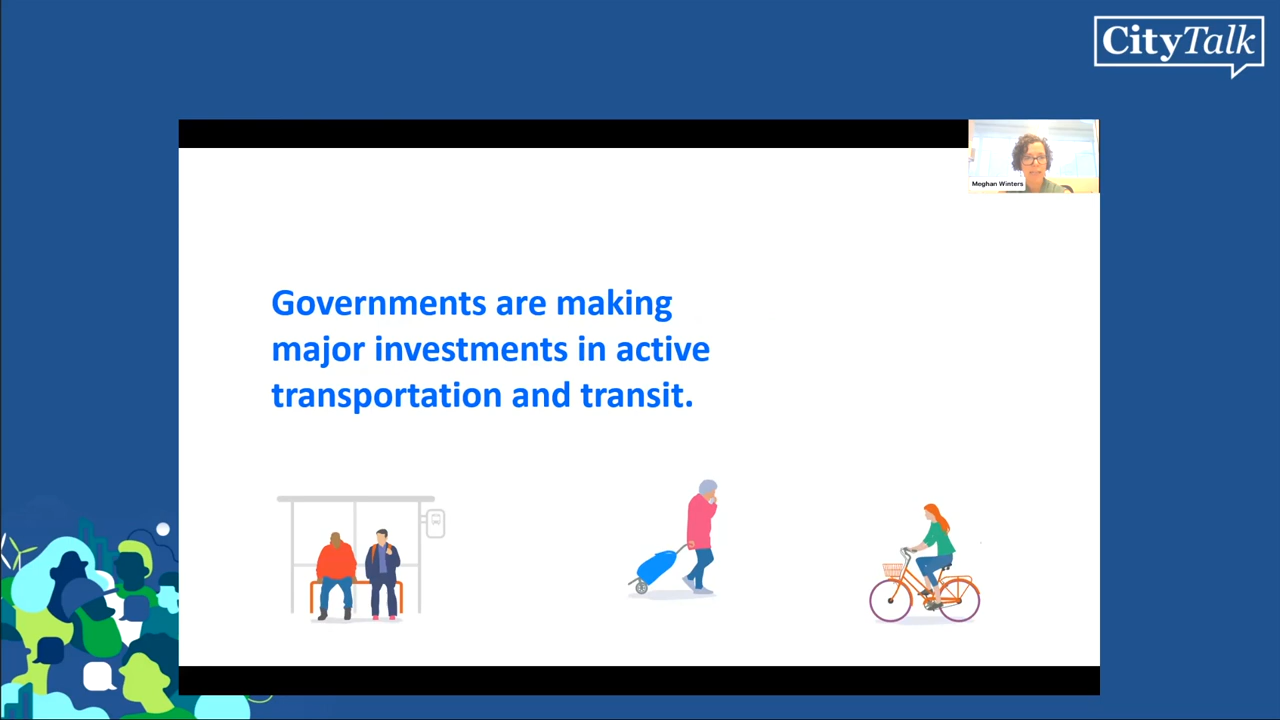 CityTalk
Meghan Winters
Governments are making
major investments in active
transportation and transit.